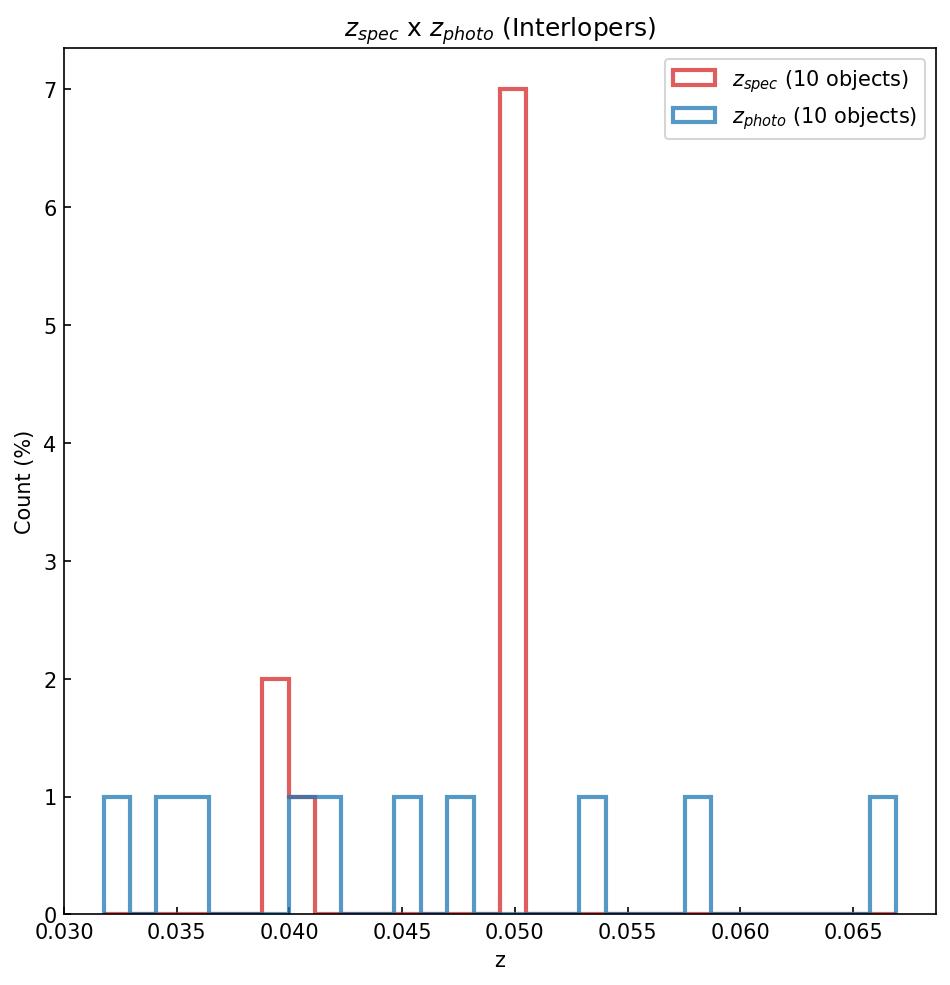 z_spec x z_photo (Interlopers)
z_spec (10 objects)
z_photo (10 objects)
Count (%)
7
6
5
4
3
2
1
0
0.030 0.035 0.040 0.045 0.050 0.055 0.060 0.065
z